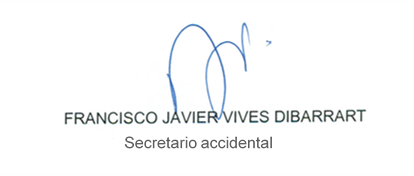 FRANCISCO JAVIER VIVES DIBARRART
Secretario accidental